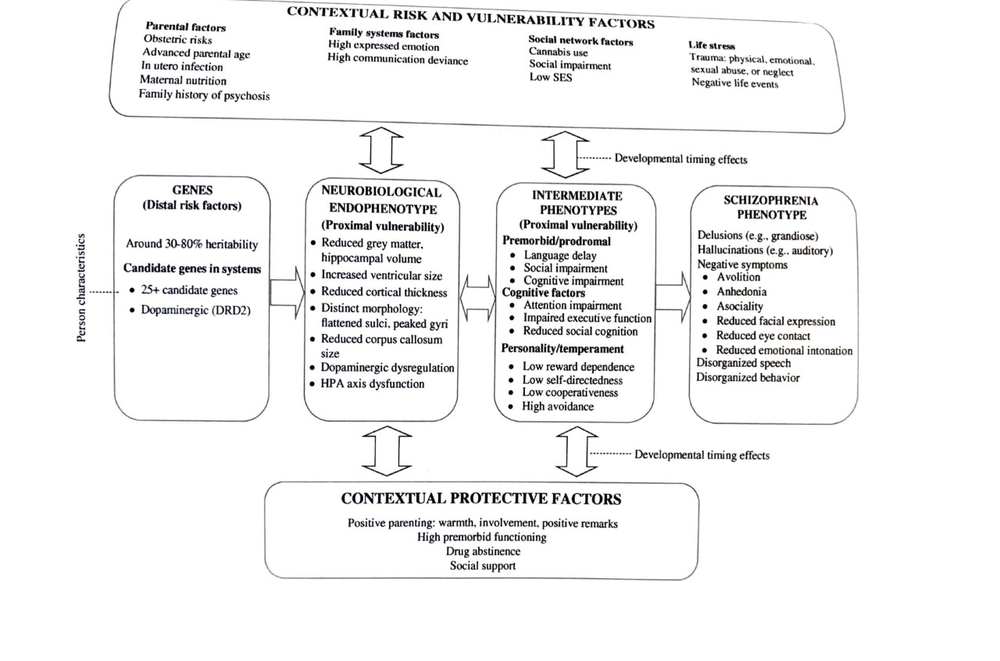 CONTEXTUAL RISK AND VULNERABILITY FACTORS
Parental factors
Obstetric risks
Advanced parental age
In utero infection
Maternal nutrition
Family history of psychosis
Family systems factors
High expressed emotion
High communication deviance
Social network factors
Cannabis use
Social impairment
Low SES
Life stress
Trauma: physical, emotional,
sexual abuse, or neglect
Negative life events
Developmental timing effects
Person characteristics
GENES
(Distal risk factors)
Around 30-80% heritability
Candidate genes in systems
• 25+ candidate genes
• Dopaminergic (DRD2)
NEUROBIOLOGICAL
ENDOPHENOTYPE
(Proximal vulnerability)
• Reduced grey matter,
hippocampal volume
• Increased ventricular size
• Reduced cortical thickness
• Distinct morphology:
flattened sulci, peaked gyri
• Reduced corpus callosum
size
• Dopaminergic dysregulation
• HPA axis dysfunction
INTERMEDIATE
PHENOTYPES
(Proximal vulnerability)
Premorbid/prodromal
• Language delay
• Social impairment
• Cognitive impairment
Cognitive factors
• Attention impairment
• Impaired executive function
• Reduced social cognition
Personality/temperament
• Low reward dependence
• Low self-directedness
• Low cooperativeness
• High avoidance
SCHIZOPHRENIA
PHENOTYPE
Delusions (e.g., grandiose)
Hallucinations (e.g., auditory)
Negative symptoms
• Avolition
• Anhedonia
• Asociality
• Reduced facial expression
• Reduced eye contact
• Reduced emotional intonation
Disorganized speech
Disorganized behavior
Developmental timing effects
CONTEXTUAL PROTECTIVE FACTORS
Positive parenting: warmth, involvement, positive remarks
High premorbid functioning
Drug abstinence
Social support